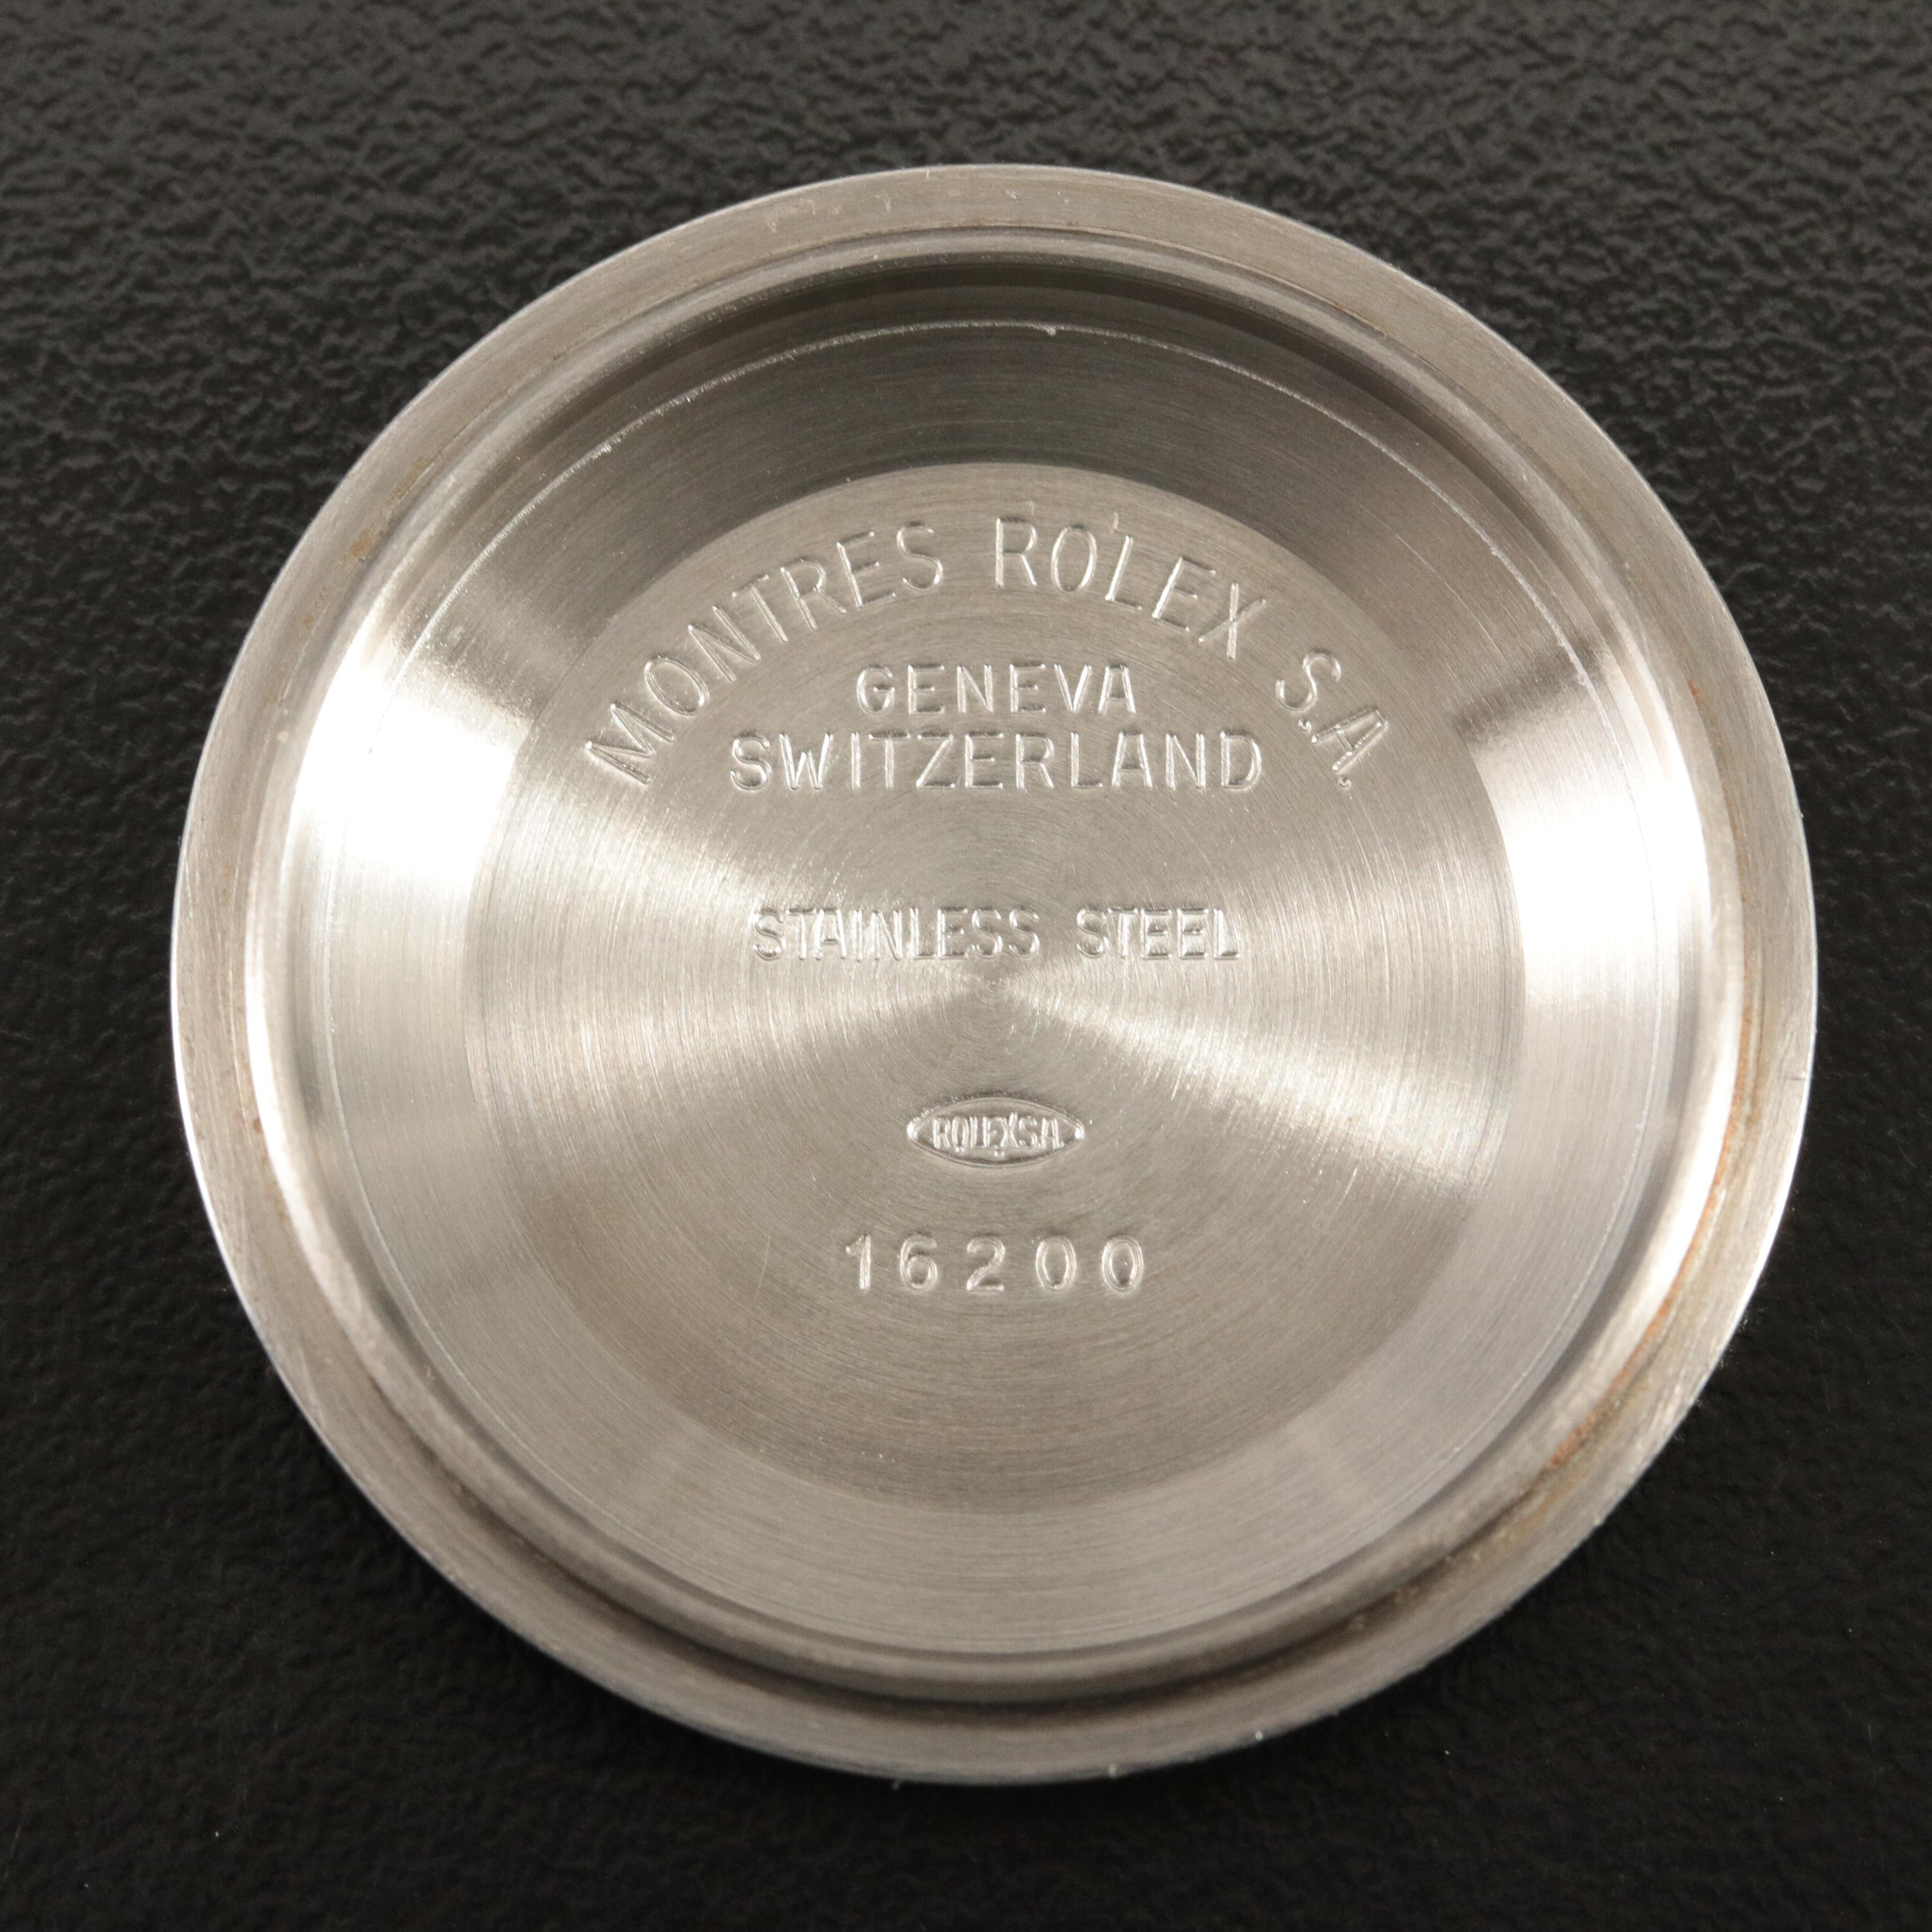 MONTRES ROLEX S.A.
GENEVA
SWITZERLAND
STAINLESS STEEL
ROLEX S.A.
16200